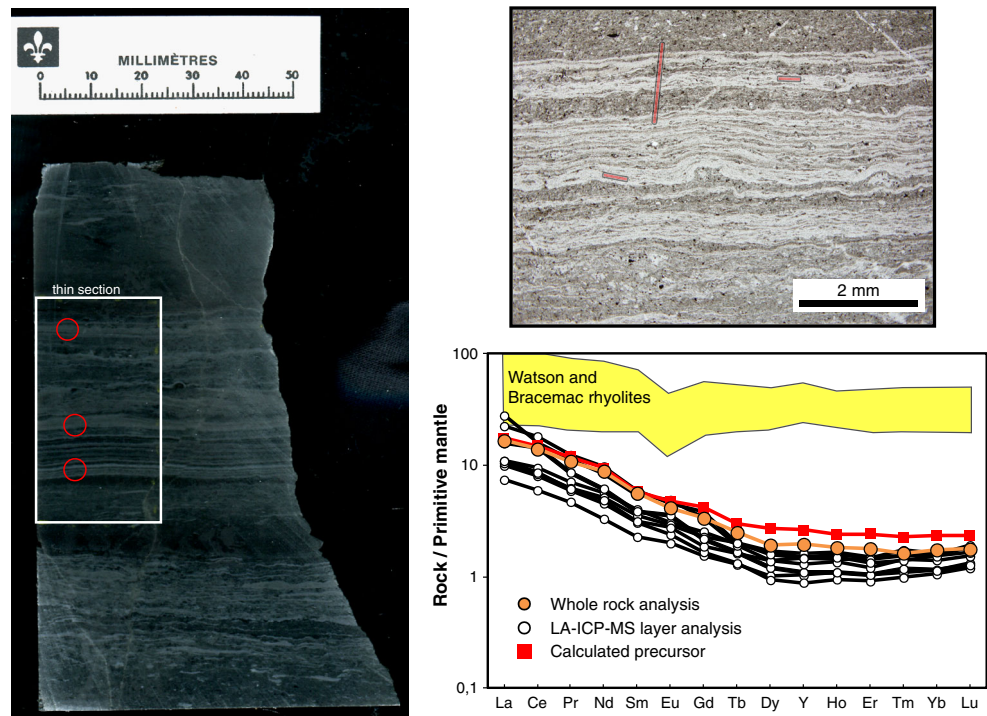 MILLIMÈTRES
0 10 20 30 40 50
thin section
2 mm
100
10
1
0,1
Rock / Primitive mantle
Watson and
Bracemac rhyolites
Whole rock analysis
LA-ICP-MS layer analysis
Calculated precursor
La Ce Pr Nd Sm Eu Gd Tb Dy Y Ho Er Tm Yb Lu